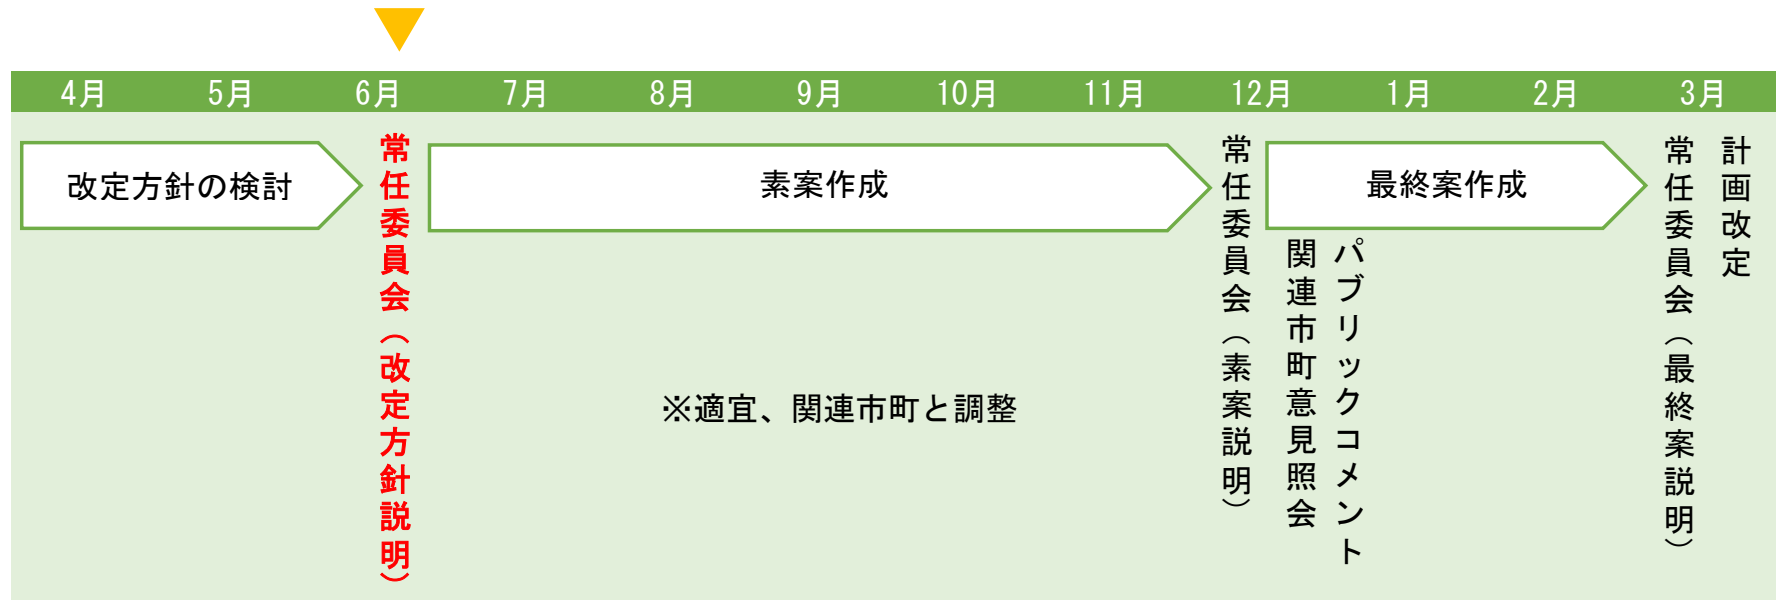 4月 5月 6月 7月 8月 9月 10月 11月 12月 1月 2月 3月
改定方針の検討
常任委員会（改定方針説明）
素案作成
※適宜、関連市町と調整
常任委員会（素案説明）
最終案作成
関連市町意見照会
パブリックコメント
常任委員会（最終案説明）
計画改定